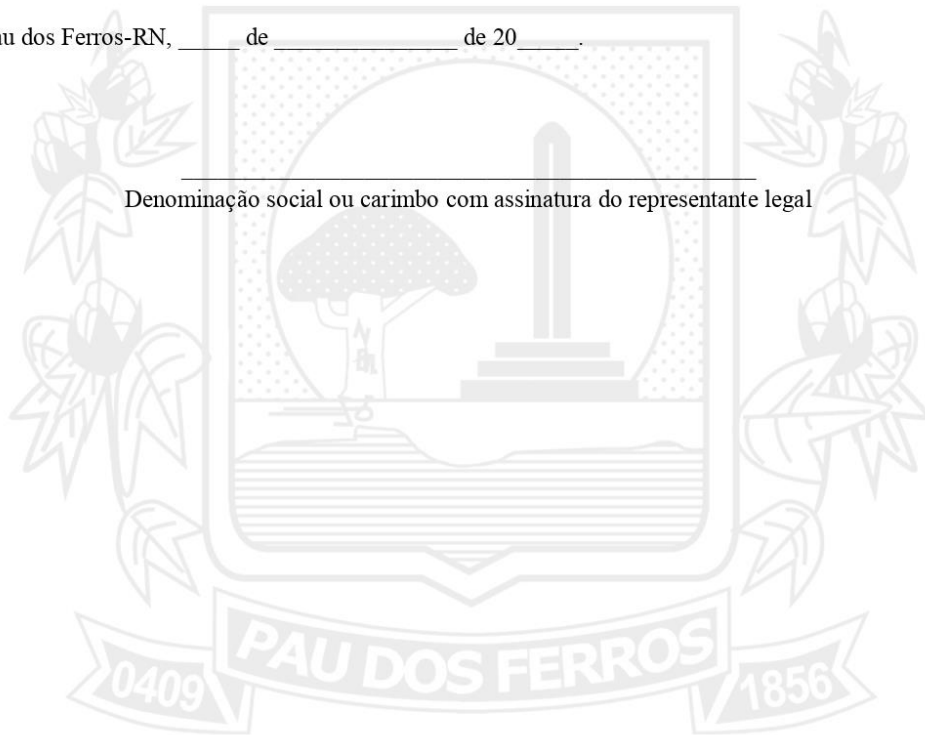 au dos Ferros-RN, _____ de _______________ de 20_____.
_______________________________________________
Denominação social ou carimbo com assinatura do representante legal
PAU DOS FERROS
0409
1856